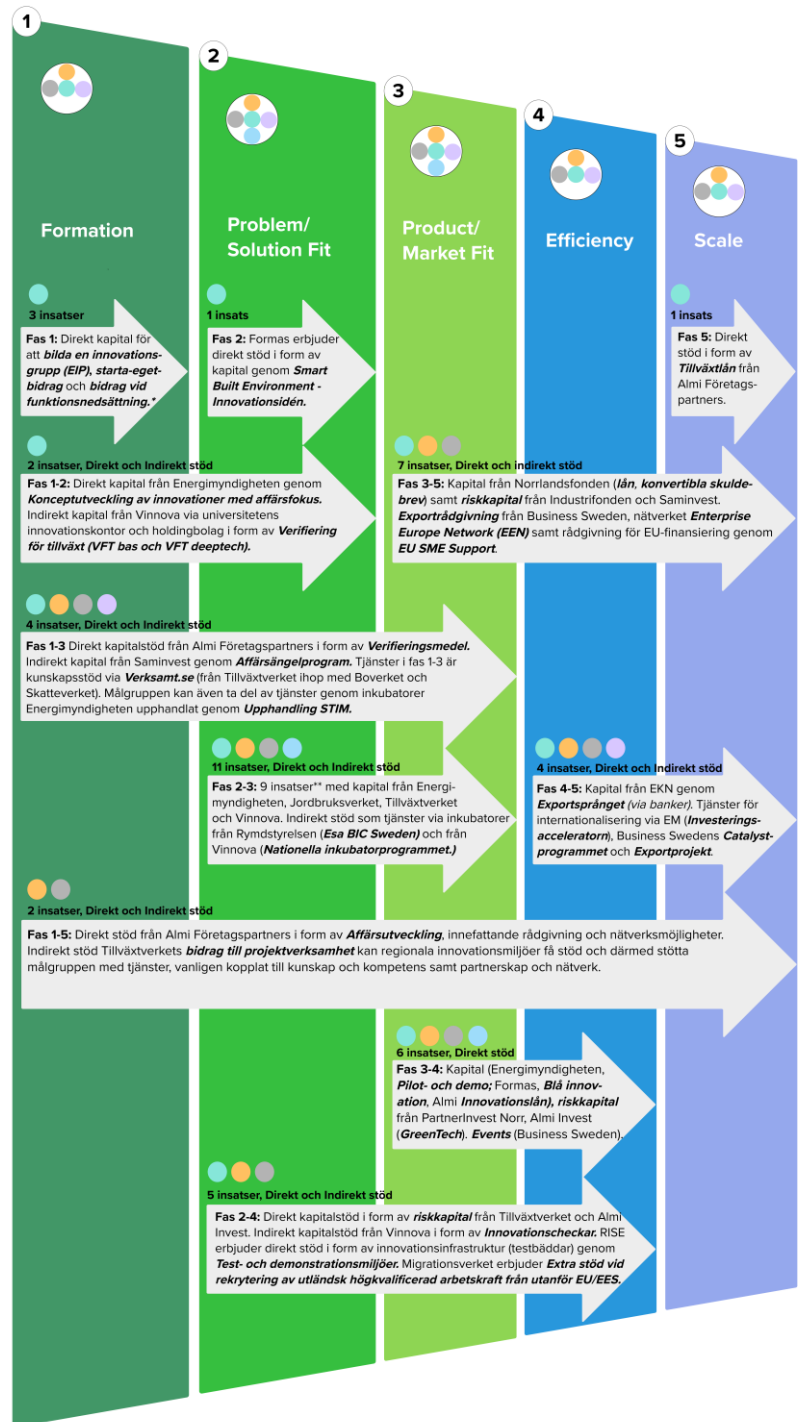 1
2
3
4
5
Formation
Problem/
Solution Fit
Product/
Market Fit
Efficiency
Scale
3 insatser
Fas 1: Direkt kapital för
att bilda en innovations-
grupp (EIP), starta-eget-
bidrag och bidrag vid
funktionsnedsättning.*
1 insats
Fas 2: Formas erbjuder
direkt stöd i form av
kapital genom Smart
Built Environment -
Innovationsidén.
1 insats
Fas 5: Direkt
stöd i form av
Tillväxtlån från
Almi Företags-
partners.
2 insatser, Direkt och Indirekt stöd
Fas 1-2: Direkt kapital från Energimyndigheten genom
Konceptutveckling av innovationer med affärsfokus.
Indirekt kapital från Vinnova via universitetens
innovationskontor och holdingbolag i form av Verifiering
för tillväxt (VFT bas och VFT deeptech).
7 insatser, Direkt och indirekt stöd
Fas 3-5: Kapital från Norrlandsfonden (lån, konvertibla skulde-
brev) samt riskkapital från Industrifonden och Saminvest.
Exportrådgivning från Business Sweden, nätverket Enterprise
Europe Network (EEN) samt rådgivning för EU-finansiering genom
EU SME Support.
4 insatser, Direkt och Indirekt stöd
Fas 1-3 Direkt kapitalstöd från Almi Företagspartners i form av Verifieringsmedel.
Indirekt kapital från Saminvest genom Affärsängelprogram. Tjänster i fas 1-3 är
kunskapsstöd via Verksamt.se (från Tillväxtverket ihop med Boverket och
Skatteverket). Målgruppen kan även ta del av tjänster genom inkubatorer
Energimyndigheten upphandlat genom Upphandling STIM.
11 insatser, Direkt och Indirekt stöd
Fas 2-3: 9 insatser** med kapital från Energi-
myndigheten, Jordbruksverket, Tillväxtverket
och Vinnova. Indirekt stöd som tjänster via inkubatorer
från Rymdstyrelsen (Esa BIC Sweden) och från
Vinnova (Nationella inkubatorprogrammet.)
4 insatser, Direkt och Indirekt stöd
Fas 4-5: Kapital från EKN genom
Exportsprånget (via banker). Tjänster för
internationalisering via EM (Investerings-
acceleratorn), Business Swedens Catalyst-
programmet och Exportprojekt.
2 insatser, Direkt och Indirekt stöd
Fas 1-5: Direkt stöd från Almi Företagspartners i form av Affärsutveckling, innefattande rådgivning och nätverksmöjligheter.
Indirekt stöd Tillväxtverkets bidrag till projektverksamhet kan regionala innovationsmiljöer få stöd och därmed stötta
målgruppen med tjänster, vanligen kopplat till kunskap och kompetens samt partnerskap och nätverk.
6 insatser, Direkt stöd
Fas 3-4: Kapital (Energimyndigheten,
Pilot- och demo; Formas, Blå innov-
ation, Almi Innovationslån), riskkapital
från PartnerInvest Norr, Almi Invest
(GreenTech). Events (Business Sweden).
5 insatser, Direkt och Indirekt stöd
Fas 2-4: Direkt kapitalstöd i form av riskkapital från Tillväxtverket och Almi
Invest. Indirekt kapitalstöd från Vinnova i form av Innovationscheckar. RISE
erbjuder direkt stöd i form av innovationsinfrastruktur (testbäddar) genom
Test- och demonstrationsmiljöer. Migrationsverket erbjuder Extra stöd vid
rekrytering av utländsk högkvalificerad arbetskraft från utanför EU/EES.